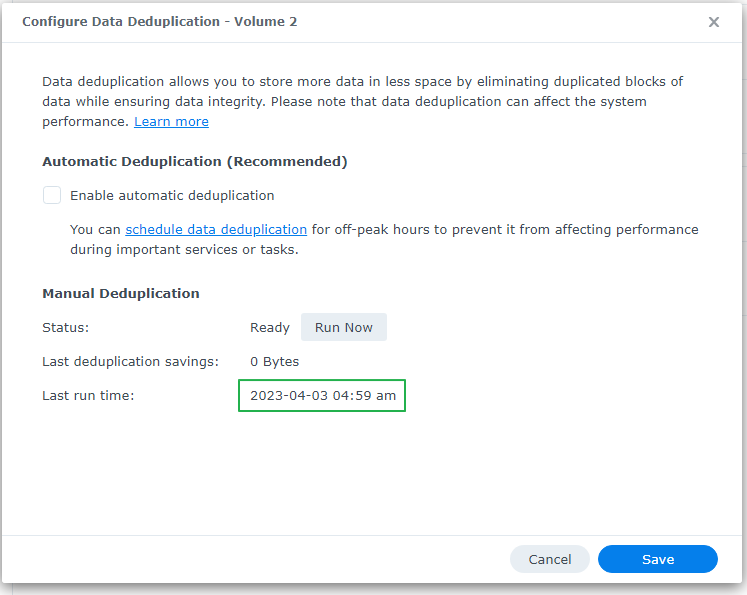 Configure Data Deduplication - Volume 2
Data deduplication allows you to store more data in less space by eliminating duplicated blocks of
data while ensuring data integrity. Please note that data deduplication can affect the system
performance. Learn more
Automatic Deduplication (Recommended)
Enable automatic deduplication
You can schedule data deduplication for off-peak hours to prevent it from affecting performance
during important services or tasks.
Manual Deduplication
Status: Ready Run Now
Last deduplication savings: 0 Bytes
Last run time: 2023-04-03 04:59 am
Cancel Save